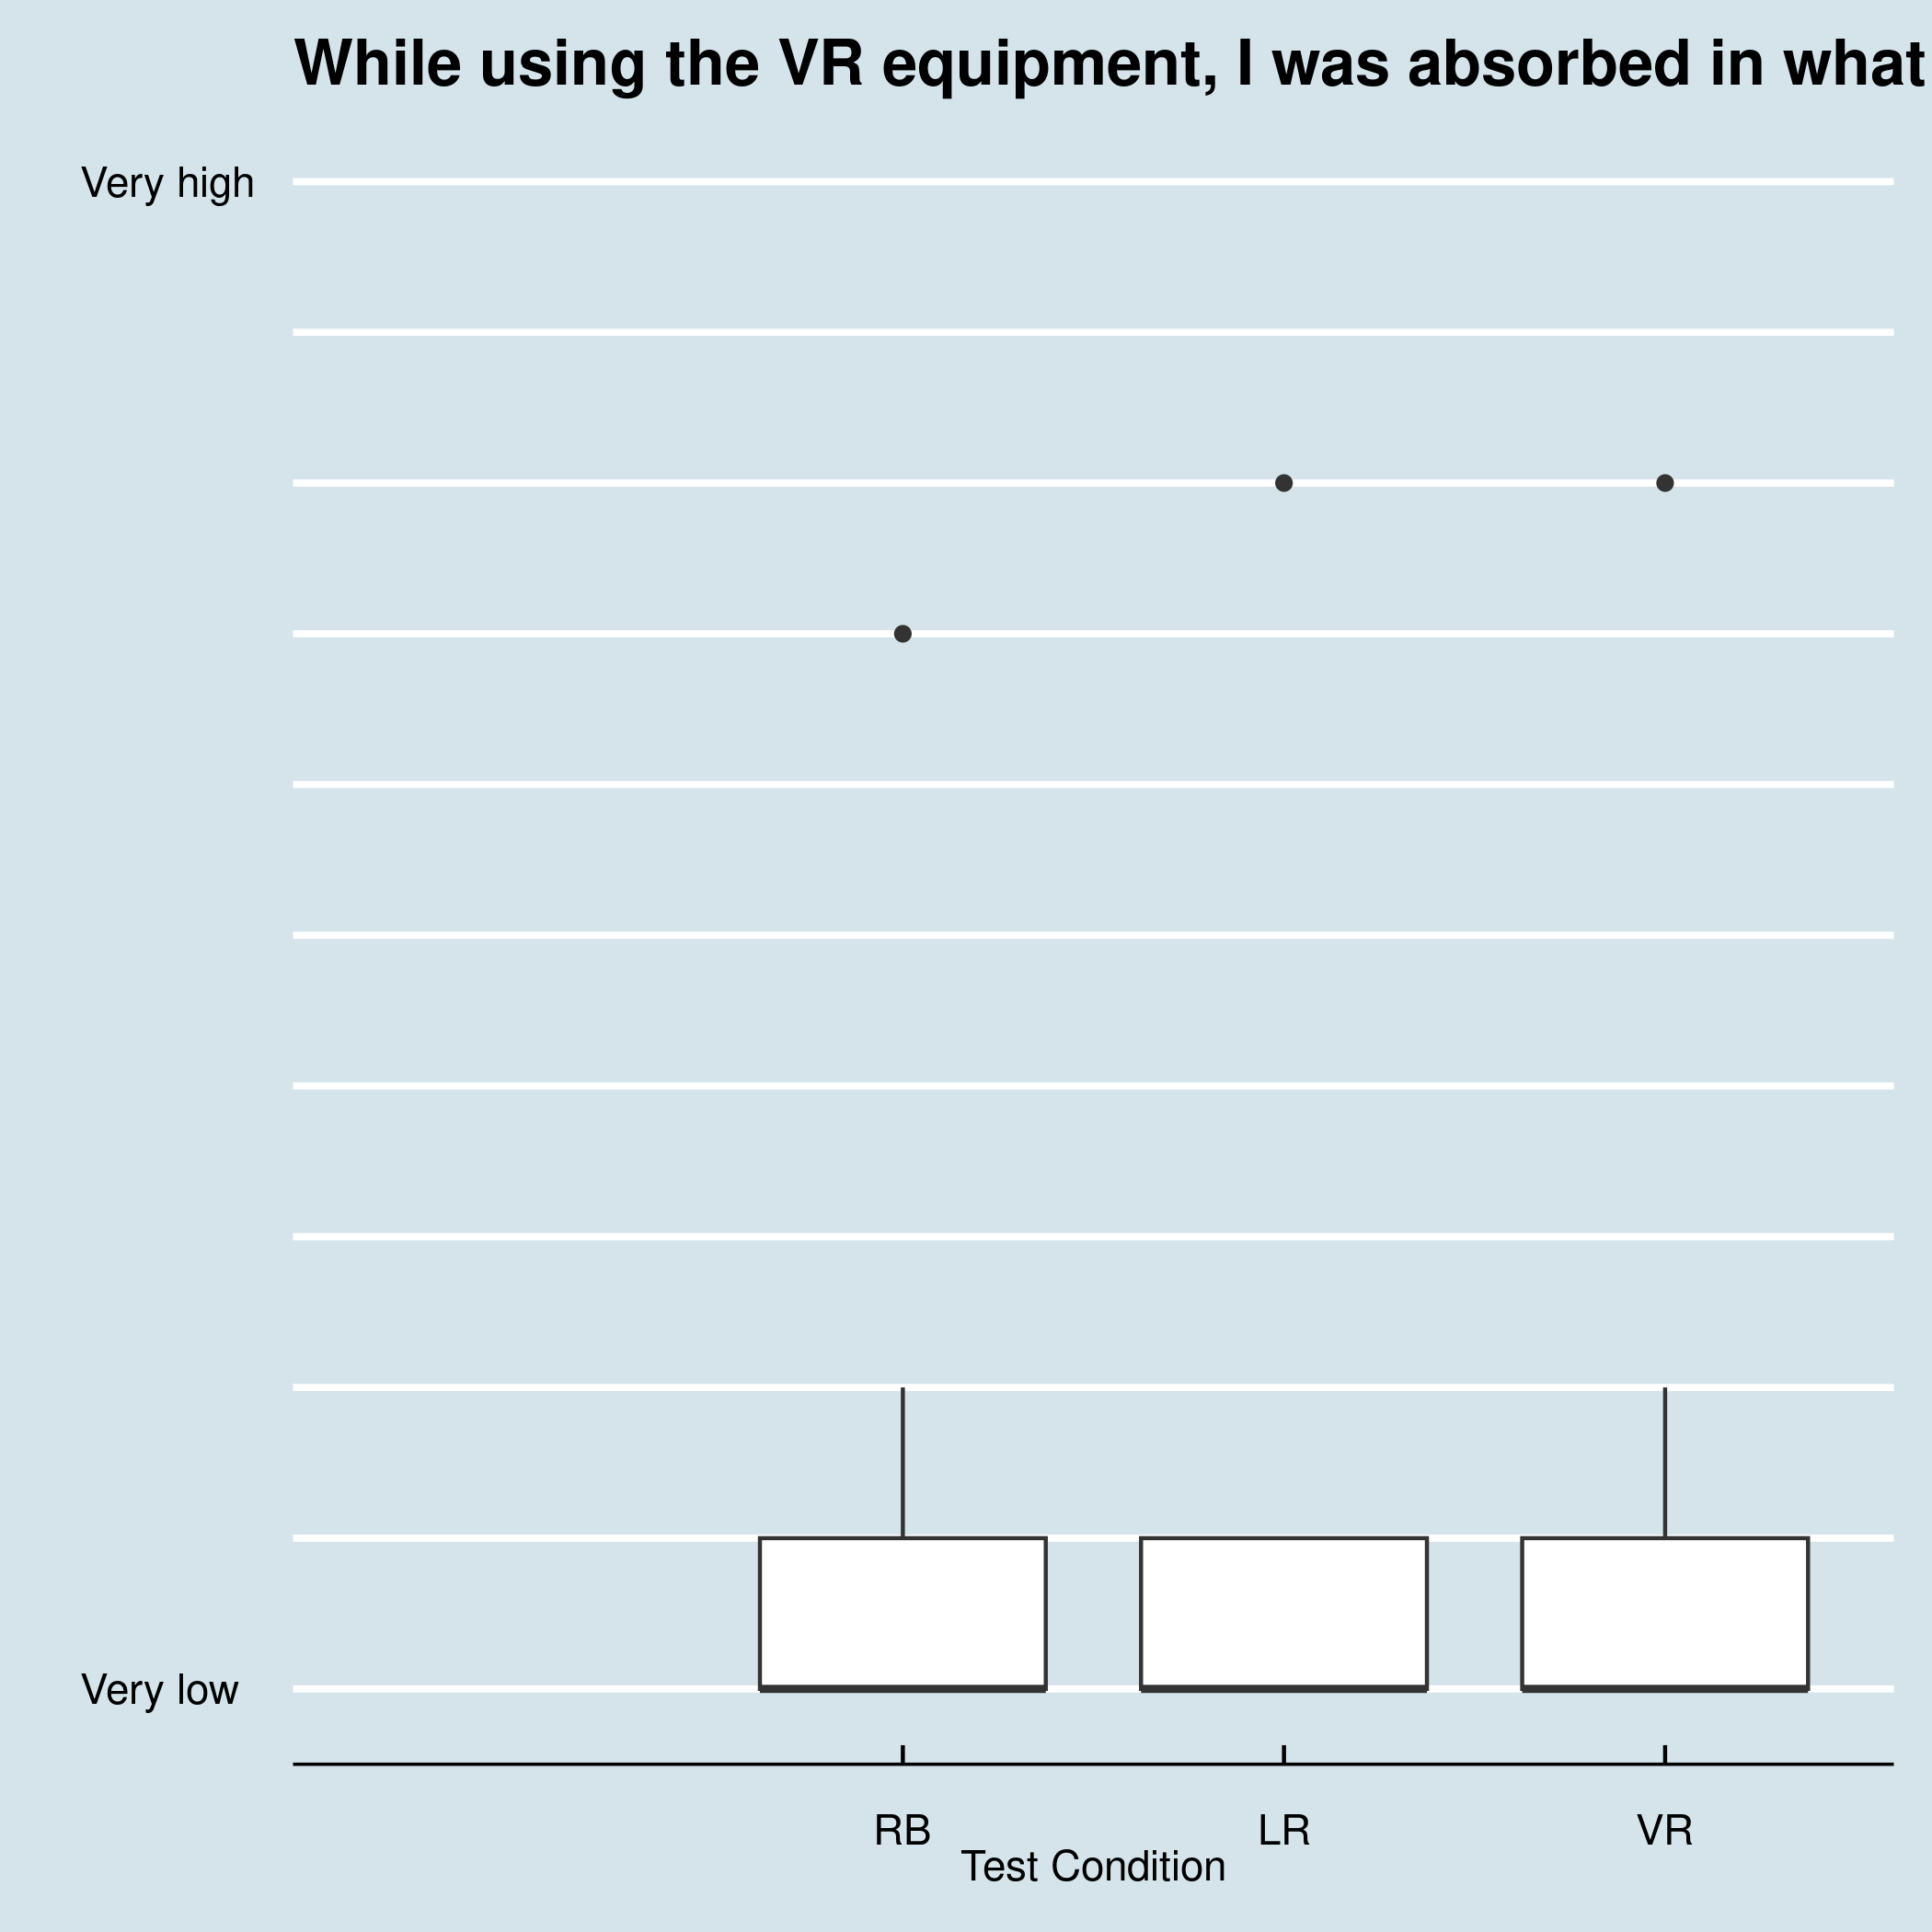 While using the VR equipment, I was absorbed in what
Very high
Very low
RB LR VR
Test Condition